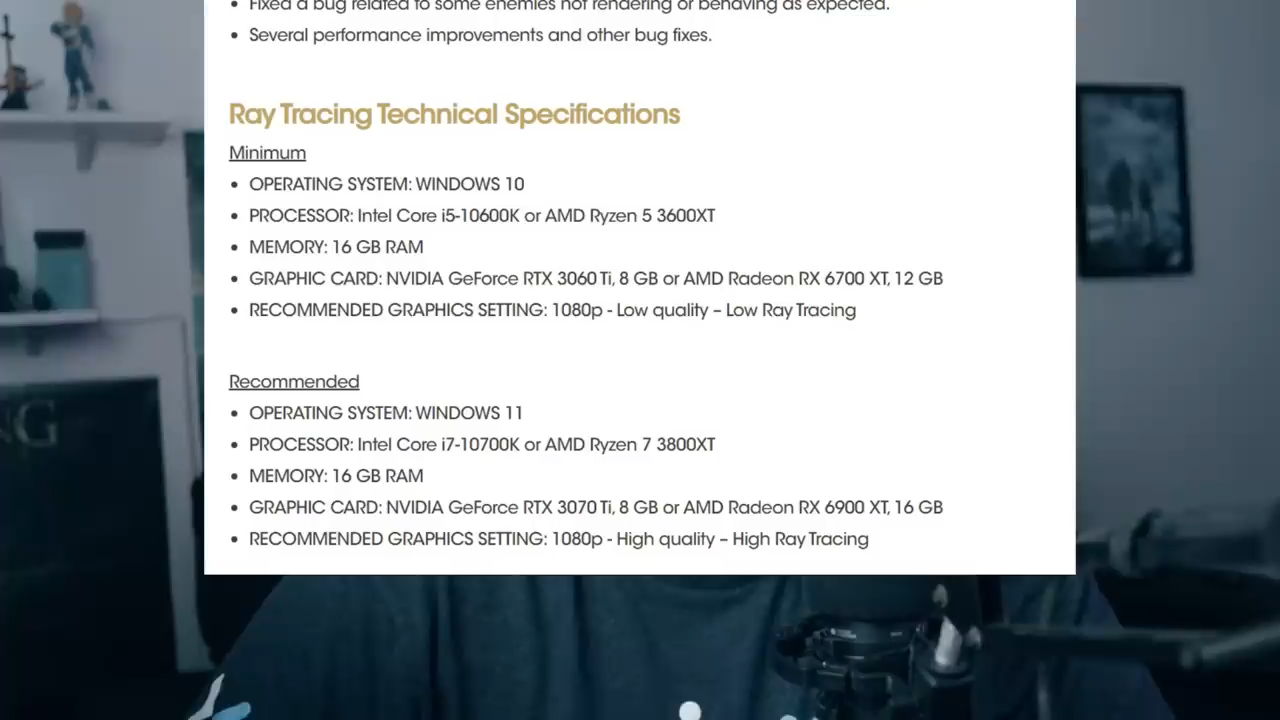 • Fixed a bug related to some enemies not rendering or behaving as expected.
• Several performance improvements and other bug fixes.
Ray Tracing Technical Specifications
Minimum
• OPERATING SYSTEM: WINDOWS 10
• PROCESSOR: Intel Core i5-10600K or AMD Ryzen 5 3600XT
• MEMORY: 16 GB RAM
• GRAPHIC CARD: NVIDIA GeForce RTX 3060 Ti, 8 GB or AMD Radeon RX 6700 XT, 12 GB
• RECOMMENDED GRAPHICS SETTING: 1080p - Low quality – Low Ray Tracing
Recommended
• OPERATING SYSTEM: WINDOWS 11
• PROCESSOR: Intel Core i7-10700K or AMD Ryzen 7 3800XT
• MEMORY: 16 GB RAM
• GRAPHIC CARD: NVIDIA GeForce RTX 3070 Ti, 8 GB or AMD Radeon RX 6900 XT, 16 GB
• RECOMMENDED GRAPHICS SETTING: 1080p - High quality – High Ray Tracing